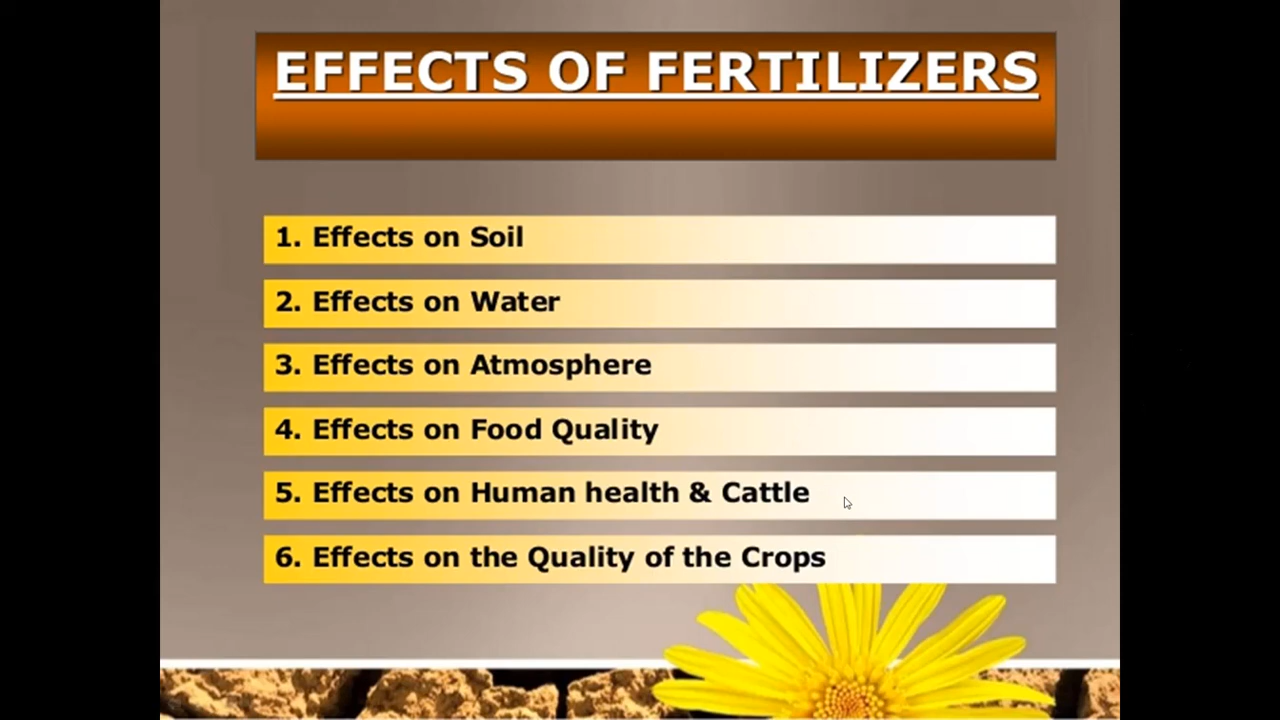 EFFECTS OF FERTILIZERS
1. Effects on Soil
2. Effects on Water
3. Effects on Atmosphere
4. Effects on Food Quality
5. Effects on Human health & Cattle
6. Effects on the Quality of the Crops